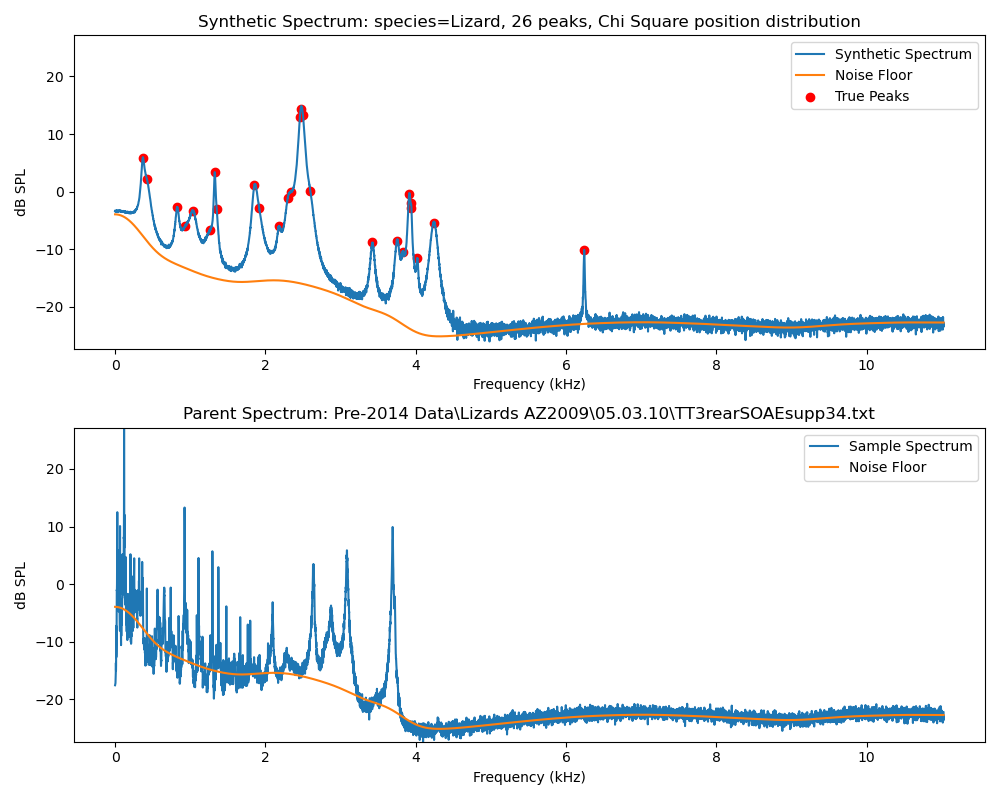 Synthetic Spectrum: species=Lizard, 26 peaks, Chi Square position distribution
20
10
0
−10
−20
dB SPL
Synthetic Spectrum
Noise Floor
True Peaks
0 2 4 6 8 10
Frequency (kHz)
Parent Spectrum: Pre-2014 Data\Lizards AZ2009\05.03.10\TT3rearSOAEsupp34.txt
20
10
0
−10
−20
dB SPL
Sample Spectrum
Noise Floor
0 2 4 6 8 10
Frequency (kHz)